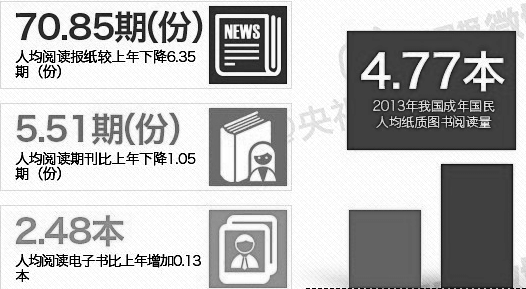 70.85期(份)
人均阅读报纸较上年下降6.35
期（份）
NEWS
5.51期(份)
人均阅读期刊比上年下降1.05
期（份）
2.48本
人均阅读电子书比上年增加0.13
本
4.77本
2013年我国成年国民
人均纸质图书阅读量
@央视